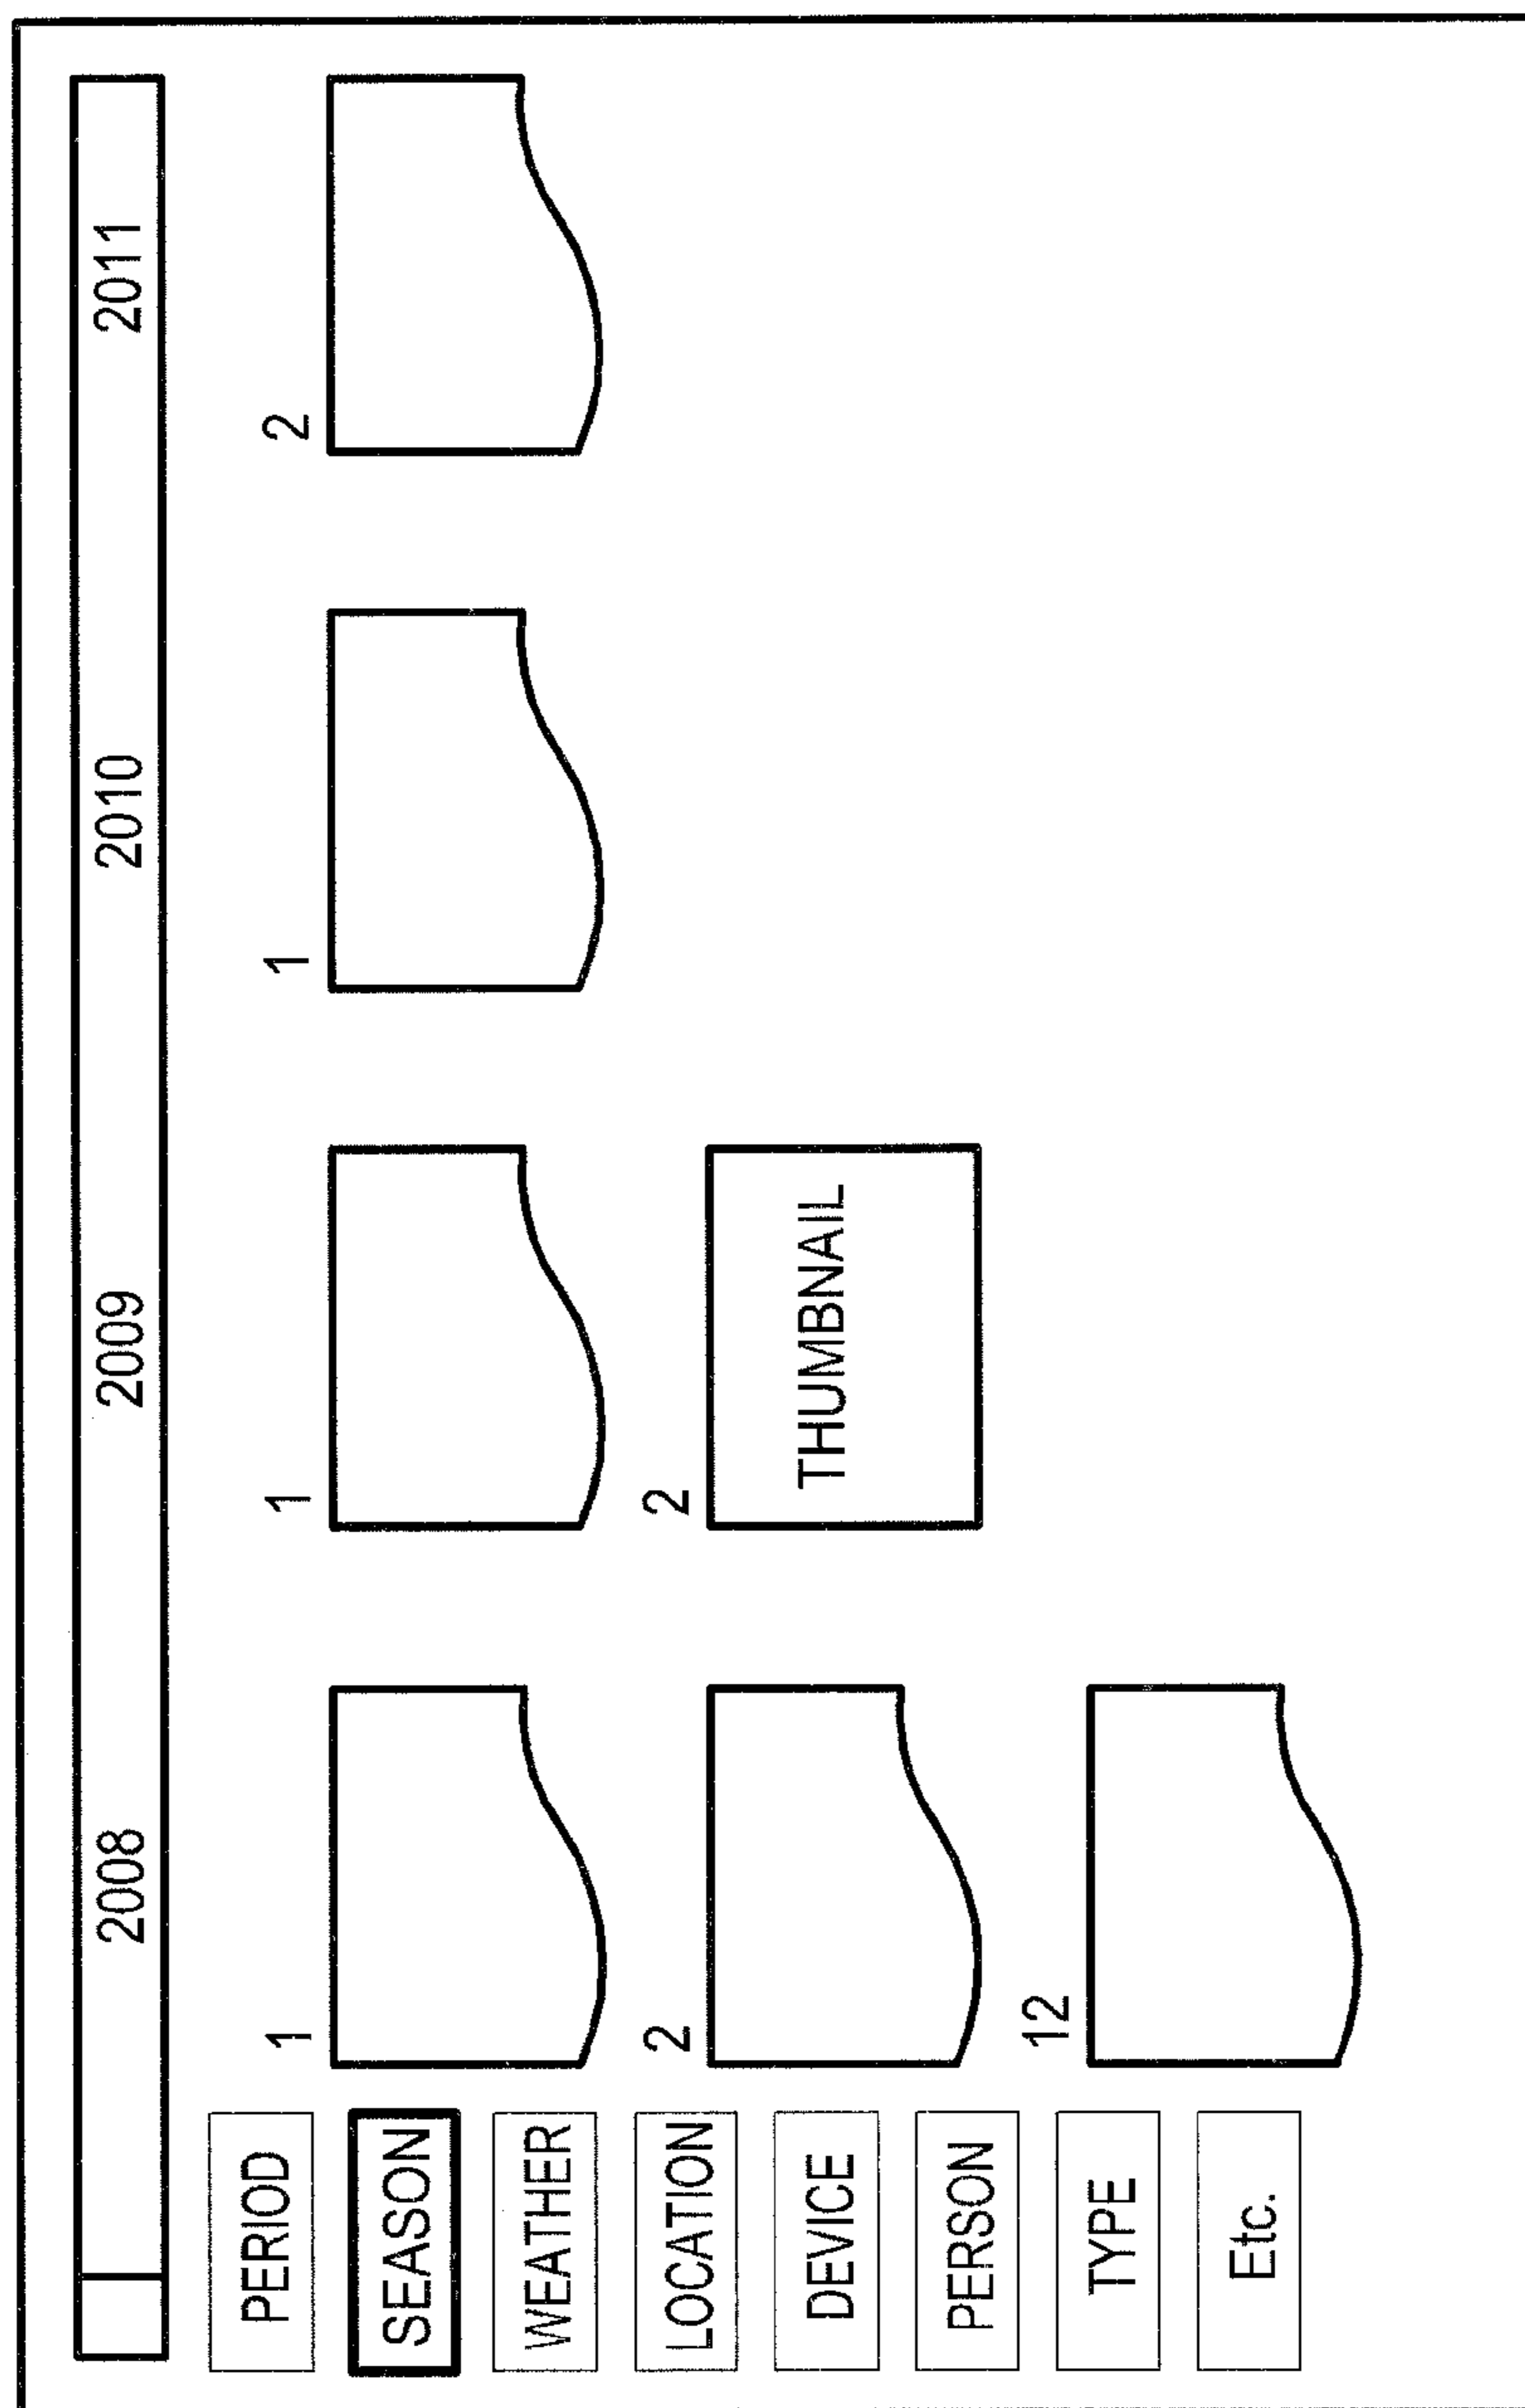 2008 2009 2010 2011
PERIOD
SEASON
WEATHER
LOCATION
DEVICE
PERSON
TYPE
Etc.
1 1 1 2
2 2
THUMBNAIL
12